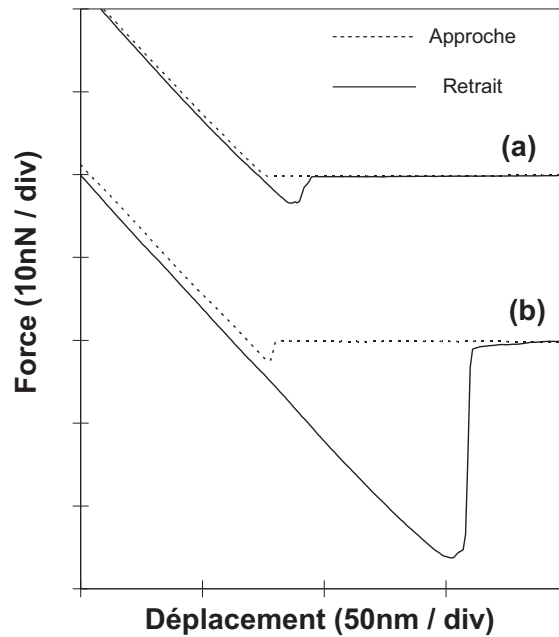 Approche
Retrait
(a)
(b)
Force (10nN / div)
Déplacement (50nm / div)